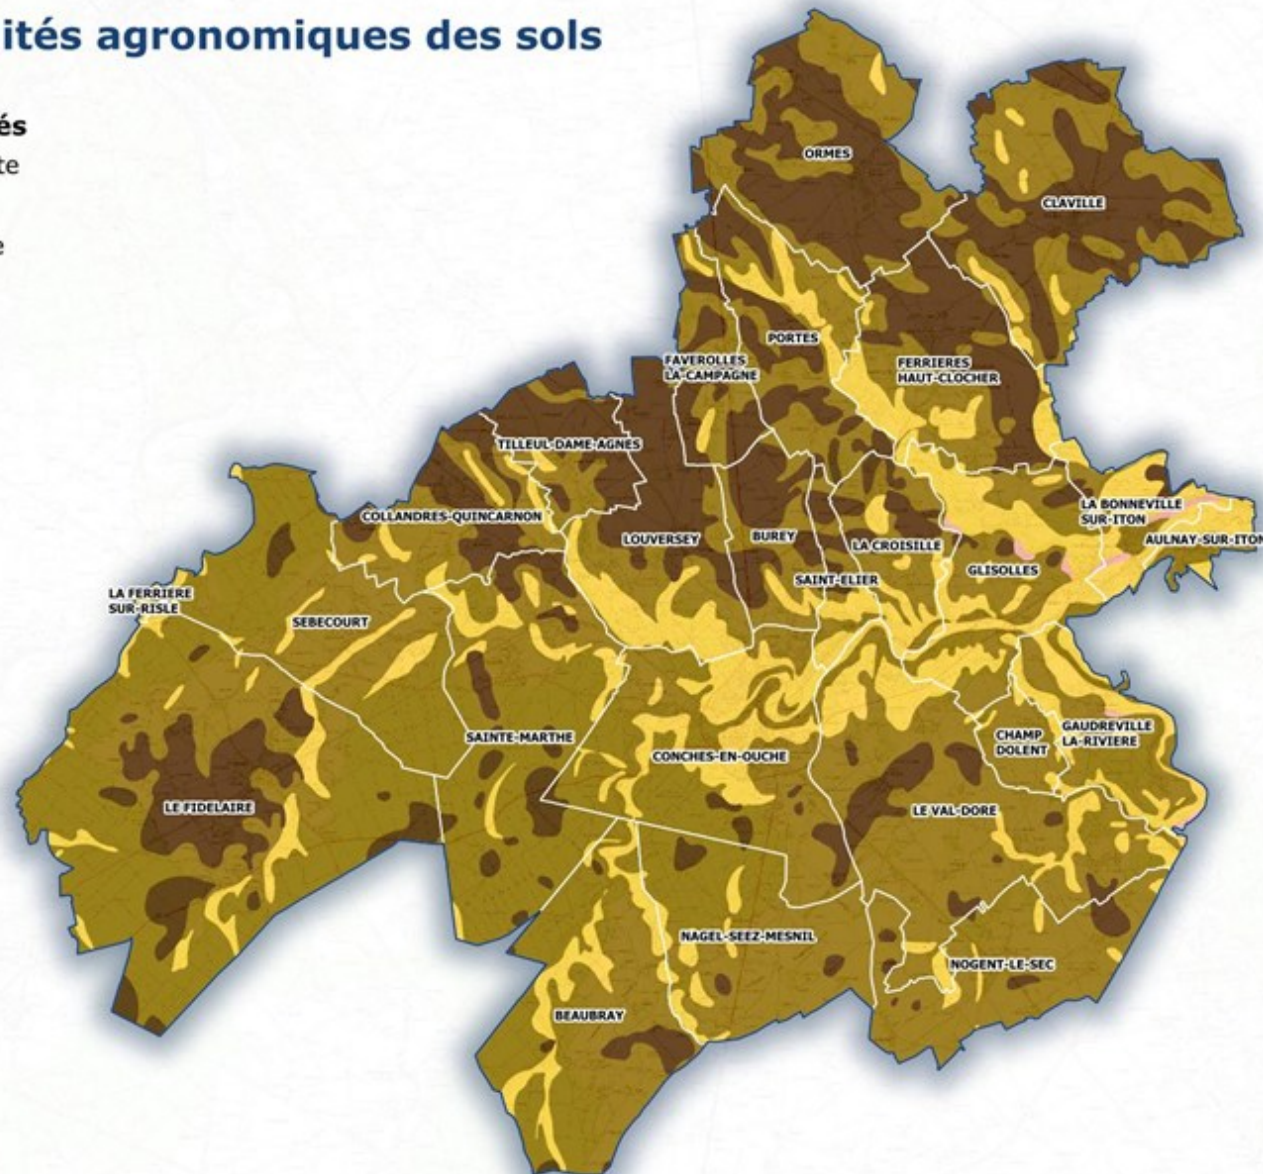 ités agronomiques des sols
és
te
e
ORMES
CLAVILLE
PORTES
FAVEROLLES
LA-CAMPAGNE
FERRIERES
HAUT-CLOCHER
TILLEUL-DAME-AGNES
COLLANDRES-QUINCARNON
LA BONNEVILLE
SUR-ITON
LOUVERSEY
BUREY
LA CROISILLE
AULNAY-SUR-ITON
GLISOLLES
SAINT-ELIER
LA FERRIERE
SUR-RISLE
SEBECOURT
SAINTE-MARTHE
CONCHES-EN-OUCHE
CHAMP
DOLENT
GAUDREVILLE
LA-RIVIERE
LE FIDELAIRE
LE VAL-DORE
NAGEL-SEEZ-MESNIL
NOGENT-LE-SEC
BEAUBRAY